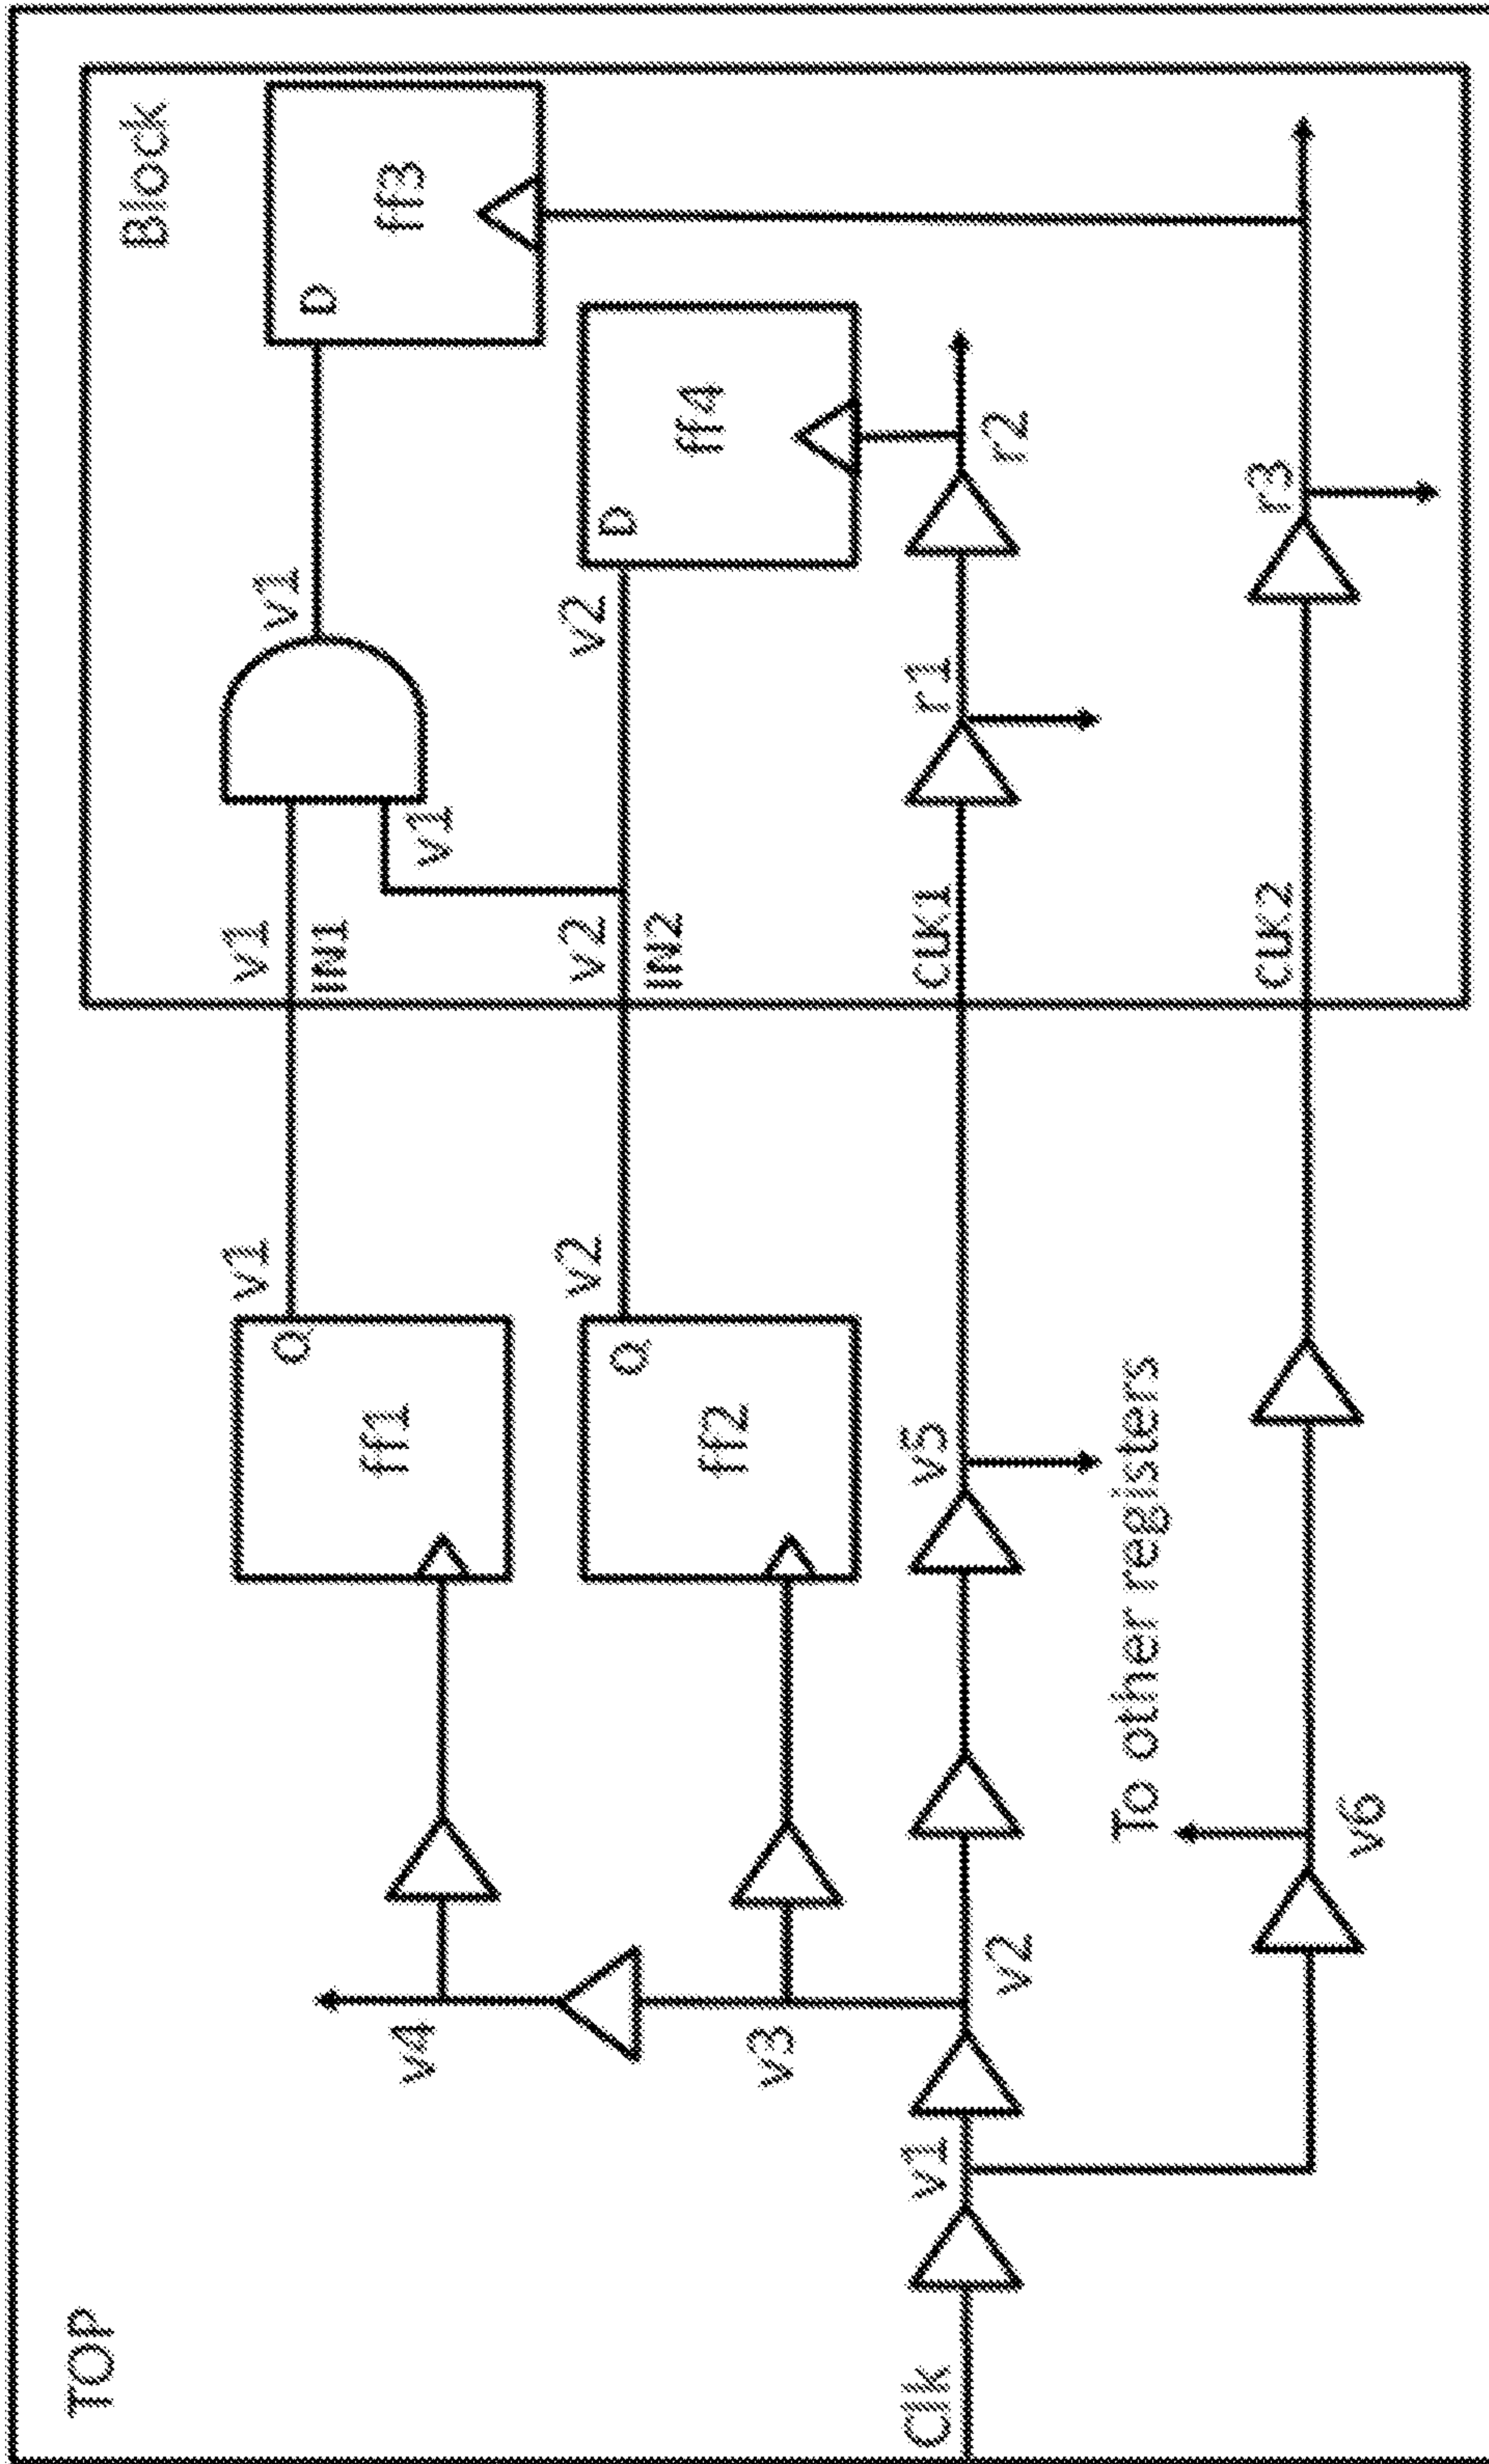 TOP
Block
v1
v1
v1
IN1
v1
D
ff3
Q
ff1
v4
v2
v2
IN2
v2
D
ff4
Q
ff2
v3
Clk
v1
v2
v5
CLK1
r1
r2
To other registers
v6
CLK2
r3